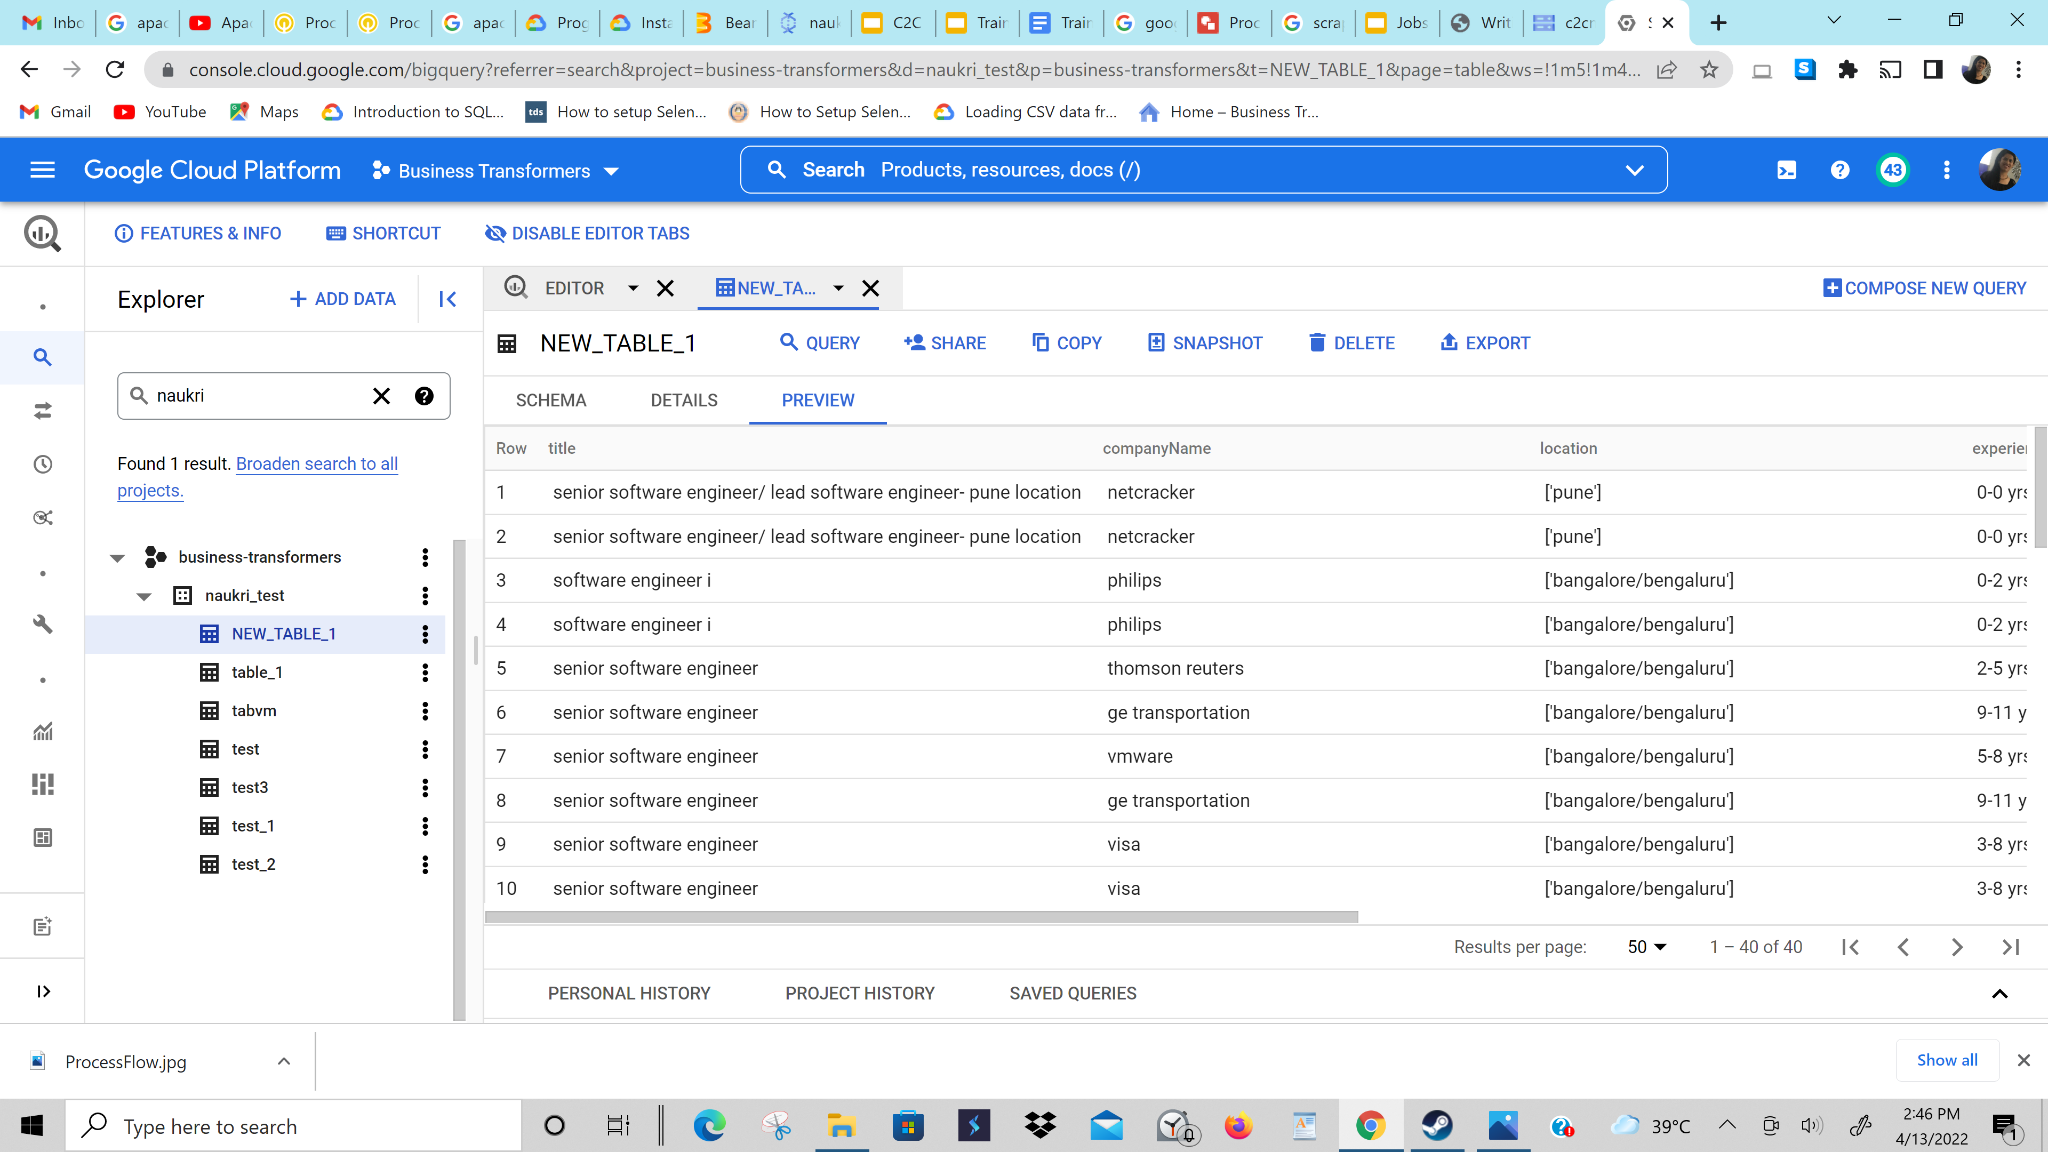 Inbo apac Apa Proc Proc apac Prog Insta Bear nauk C2C Train Train goo Proc scra Jobs Writ c2cr
console.cloud.google.com/bigquery?referrer=search&project=business-transformers&d=naukri_test&p=business-transformers&t=NEW_TABLE_1&page=table&ws=!1m5!1m4...
Gmail YouTube Maps Introduction to SQL... tds How to setup Selen... How to Setup Selen... Loading CSV data fr... Home – Business Tr...
Google Cloud Platform Business Transformers Search Products, resources, docs (/) 43
FEATURES & INFO SHORTCUT DISABLE EDITOR TABS
Explorer + ADD DATA EDITOR NEW_TA... COMPOSE NEW QUERY
NEW_TABLE_1 QUERY SHARE COPY SNAPSHOT DELETE EXPORT
naukri
SCHEMA DETAILS PREVIEW
Found 1 result. Broaden search to all
projects.
business-transformers
naukri_test
NEW_TABLE_1
table_1
tabvm
test
test3
test_1
test_2
Row title companyName location experie
1 senior software engineer/ lead software engineer- pune location netcracker ['pune'] 0-0 yrs
2 senior software engineer/ lead software engineer- pune location netcracker ['pune'] 0-0 yrs
3 software engineer i philips ['bangalore/bengaluru'] 0-2 yrs
4 software engineer i philips ['bangalore/bengaluru'] 0-2 yrs
5 senior software engineer thomson reuters ['bangalore/bengaluru'] 2-5 yrs
6 senior software engineer ge transportation ['bangalore/bengaluru'] 9-11 y
7 senior software engineer vmware ['bangalore/bengaluru'] 5-8 yrs
8 senior software engineer ge transportation ['bangalore/bengaluru'] 9-11 y
9 senior software engineer visa ['bangalore/bengaluru'] 3-8 yrs
10 senior software engineer visa ['bangalore/bengaluru'] 3-8 yrs
Results per page: 50 1 – 40 of 40
PERSONAL HISTORY PROJECT HISTORY SAVED QUERIES
ProcessFlow.jpg Show all
Type here to search 39°C 2:46 PM
4/13/2022 1